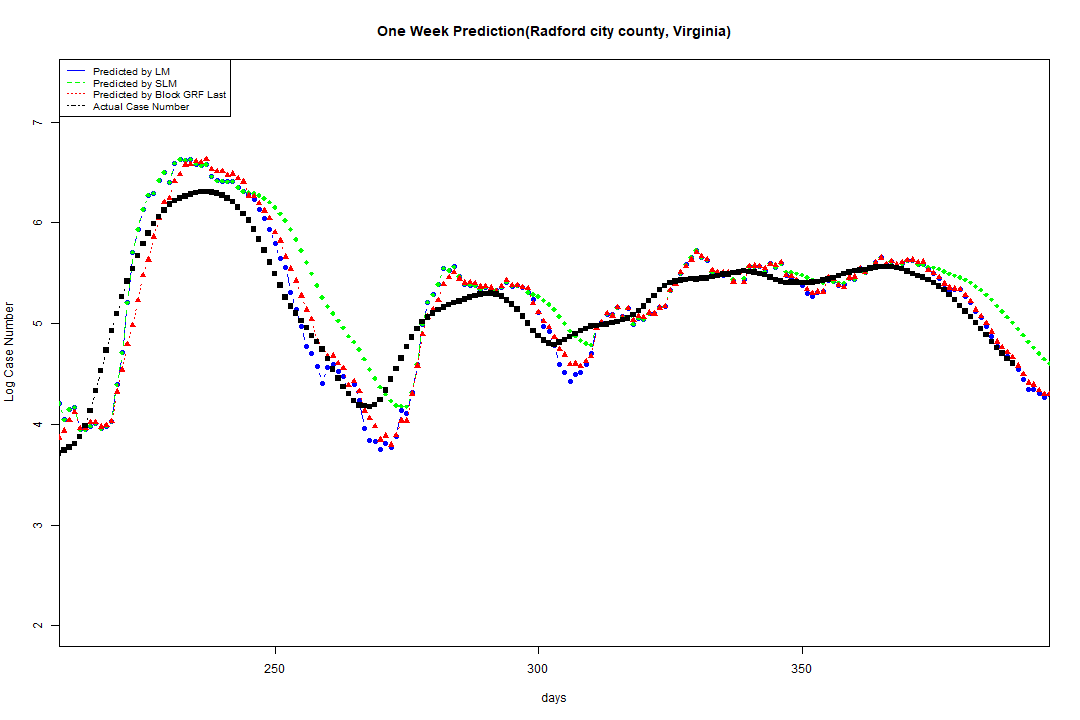 One Week Prediction(Radford city county, Virginia)
Predicted by LM
Predicted by SLM
Predicted by Block GRF Last
Actual Case Number
7
6
5
4
3
2
Log Case Number
250 300 350
days